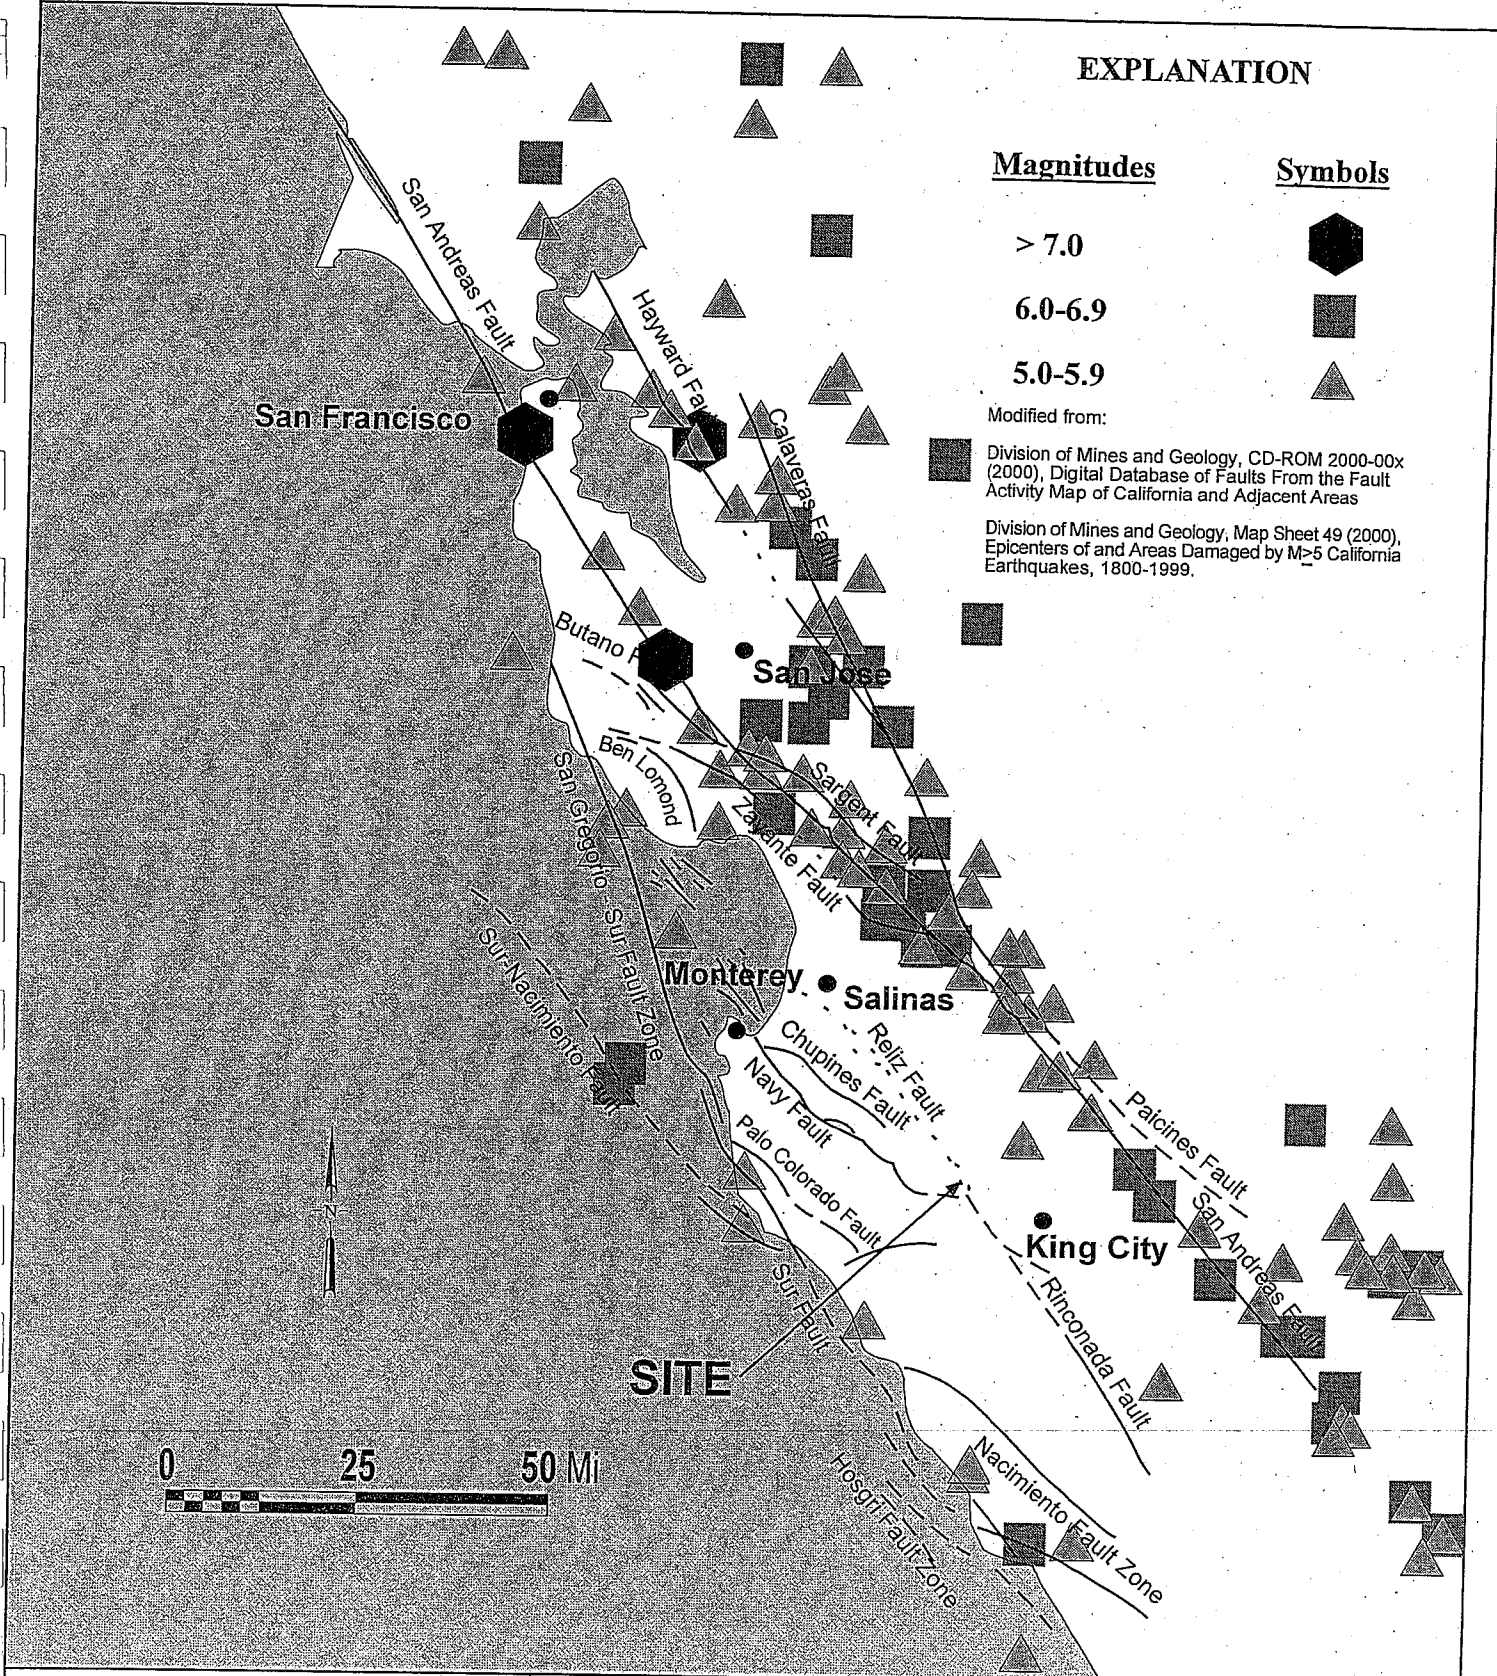 EXPLANATION
Magnitudes
Symbols
> 7.0
6.0-6.9
5.0-5.9
Modified from:
Division of Mines and Geology, CD-ROM 2000-00x
(2000), Digital Database of Faults From the Fault
Activity Map of California and Adjacent Areas
Division of Mines and Geology, Map Sheet 49 (2000),
Epicenters of and Areas Damaged by M>5 California
Earthquakes, 1800-1999.
San Andreas Fault
Hayward Fault
San Francisco
Calaveras Fault
Butano F
San Jose
Ben Lomond
San Gregorio - Sur Fault Zone
Sargent Fault
Zayante Fault
Sur-Nacimiento Fault
Monterey
Salinas
Reliz Fault
Chupines Fault
Navy Fault
Palo Colorado Fault
Paicines Fault
San Andreas Fault
N
King City
Sur Fault
Rinconada Fault
SITE
0 25 50 Mi
Nacimiento Fault Zone
Hosgri Fault Zone